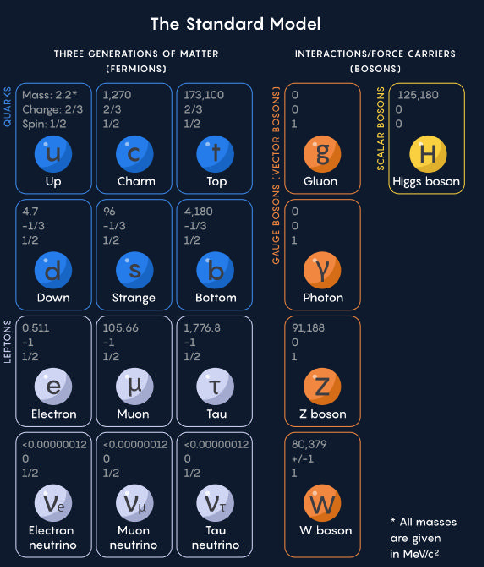 The Standard Model
THREE GENERATIONS OF MATTER
(FERMIONS)
INTERACTIONS/FORCE CARRIERS
(BOSONS)
QUARKS
Mass: 2.2*
Charge: 2/3
Spin: 1/2
u
Up
1,270
2/3
1/2
c
Charm
173,100
2/3
1/2
t
Top
GAUGE BOSONS (VECTOR BOSONS)
0
0
1
g
Gluon
SCALAR BOSONS
125,180
0
0
H
Higgs boson
4.7
-1/3
1/2
d
Down
96
-1/3
1/2
s
Strange
4,180
-1/3
1/2
b
Bottom
0
0
1
γ
Photon
LEPTONS
0.511
-1
1/2
e
Electron
105.66
-1
1/2
μ
Muon
1,776.8
-1
1/2
τ
Tau
91,188
0
1
Z
Z boson
<0.00000012
0
1/2
Ve
Electron
neutrino
<0.00000012
0
1/2
Vμ
Muon
neutrino
<0.00000012
0
1/2
Vτ
Tau
neutrino
80,379
+/-1
1
W
W boson
* All masses
are given
in MeV/c²